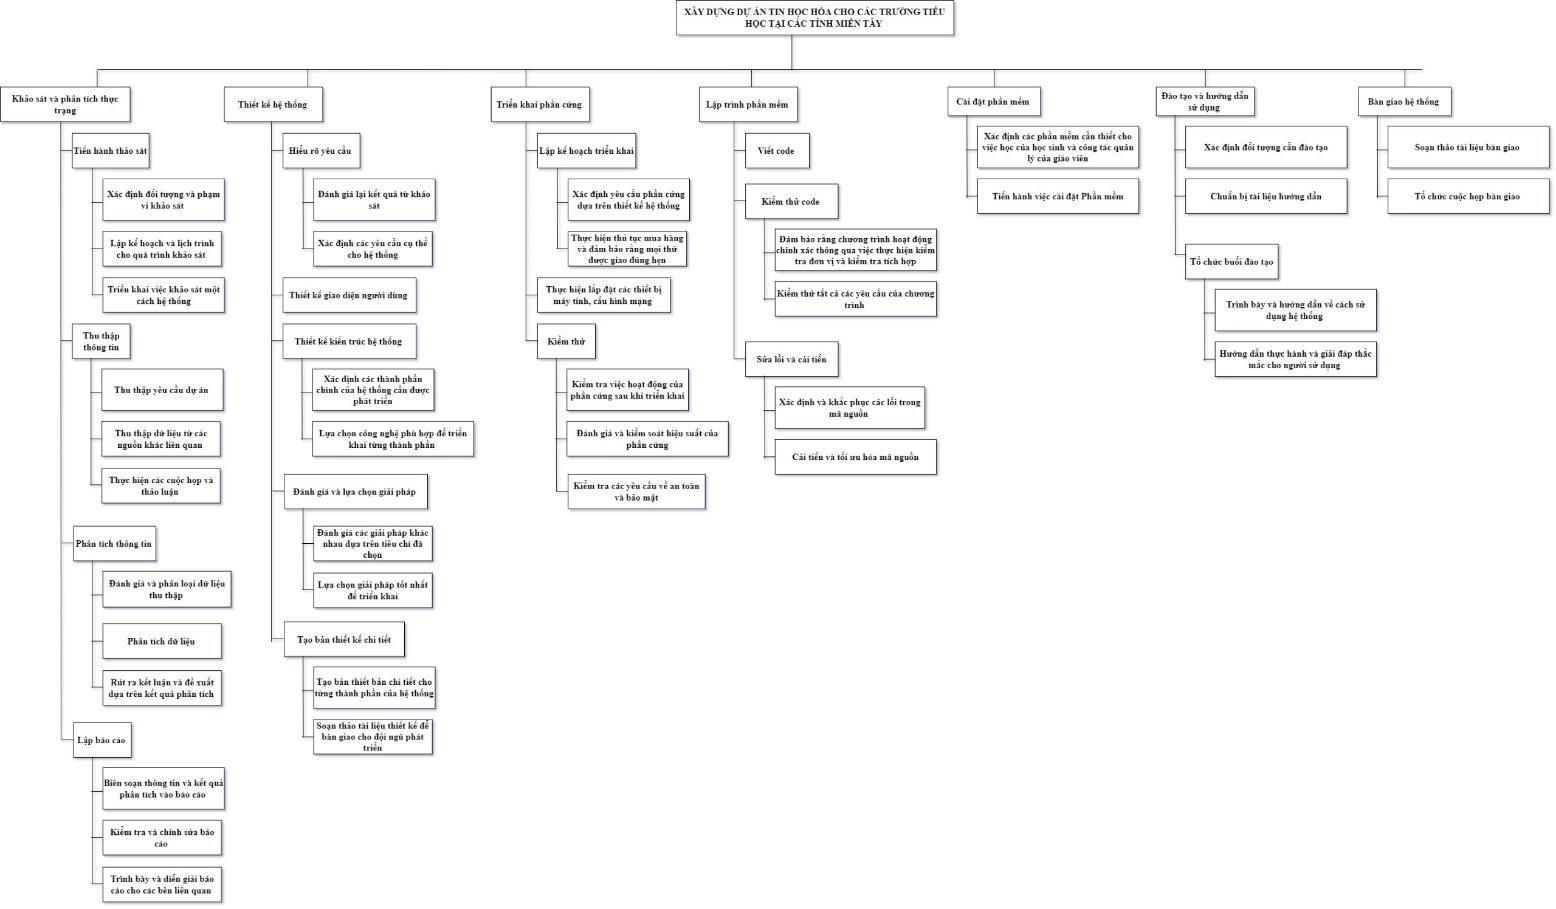 XÂY DỰNG DỰ ÁN TIN HỌC HÓA CHO CÁC TRƯỜNG TIỂU
HỌC TẠI CÁC TỈNH MIỀN TÂY
Khảo sát và phân tích thực
trạng
Tiến hành thảo sát
Xác định đối tượng và phạm
vi khảo sát
Lập kế hoạch và lịch trình
cho quá trình khảo sát
Triển khai việc khảo sát một
cách hệ thống
Thu thập
thông tin
Thu thập yêu cầu dự án
Thu thập dữ liệu từ các
nguồn khác liên quan
Thực hiện các cuộc họp và
thảo luận
Phân tích thông tin
Đánh giá và phân loại dữ liệu
thu thập
Phân tích dữ liệu
Rút ra kết luận và đề xuất
dựa trên kết quả phân tích
Lập báo cáo
Biên soạn thông tin và kết quả
phân tích vào báo cáo
Kiểm tra và chỉnh sửa báo
cáo
Trình bày và diễn giải báo
cáo cho các bên liên quan
Thiết kế hệ thống
Hiểu rõ yêu cầu
Đánh giá lại kết quả từ khảo
sát
Xác định các yêu cầu cụ thể
cho hệ thống
Thiết kế giao diện người dùng
Thiết kế kiến trúc hệ thống
Xác định các thành phần
chính của hệ thống cần được
phát triển
Lựa chọn công nghệ phù hợp để triển
khai từng thành phần
Đánh giá và lựa chọn giải pháp
Đánh giá các giải pháp khác
nhau dựa trên tiêu chí đã
chọn
Lựa chọn giải pháp tốt nhất
để triển khai
Tạo bản thiết kế chi tiết
Tạo bản thiết bản chi tiết cho
từng thành phần của hệ thống
Soạn thảo tài liệu thiết kế để
bàn giao cho đội ngũ phát
triển
Triển khai phần cứng
Lập kế hoạch triển khai
Xác định yêu cầu phần cứng
dựa trên thiết kế hệ thống
Thực hiện thủ tục mua hàng
và đảm bảo rằng mọi thứ
được giao đúng hẹn
Thực hiện lắp đặt các thiết bị
máy tính, cấu hình mạng
Kiểm thử
Kiểm tra việc hoạt động của
phần cứng sau khi triển khai
Đánh giá và kiểm soát hiệu suất của
phần cứng
Kiểm tra các yêu cầu về an toàn
và bảo mật
Lập trình phần mềm
Viết code
Kiểm thử code
Đảm bảo rằng chương trình hoạt động
chính xác thông qua việc thực hiện kiểm
tra đơn vị và kiểm tra tích hợp
Kiểm thử tất cả các yêu cầu của chương
trình
Sửa lỗi và cải tiến
Xác định và khắc phục các lỗi trong
mã nguồn
Cải tiến và tối ưu hóa mã nguồn
Cài đặt phần mềm
Xác định các phần mềm cần thiết cho
việc học của học sinh và công tác quản
lý của giáo viên
Tiến hành việc cài đặt Phần mềm
Đào tạo và hướng dẫn
sử dụng
Xác định đối tượng cần đào tạo
Chuẩn bị tài liệu hướng dẫn
Tổ chức buổi đào tạo
Trình bày và hướng dẫn về cách sử
dụng hệ thống
Hướng dẫn thực hành và giải đáp thắc
mắc cho người sử dụng
Bàn giao hệ thống
Soạn thảo tài liệu bàn giao
Tổ chức cuộc họp bàn giao